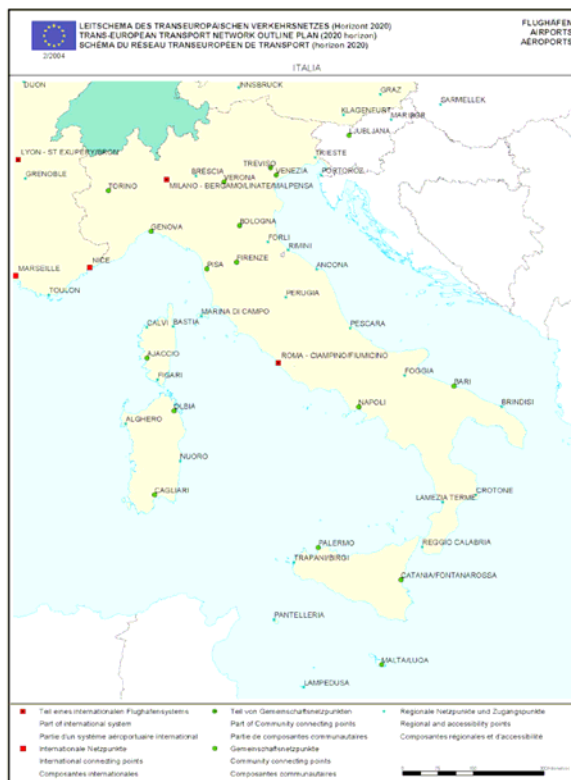 LEITSCHEMA DES TRANSEUROPÄISCHEN VERKEHRSNETZES (Horizont 2020)
TRANS-EUROPEAN TRANSPORT NETWORK OUTLINE PLAN (2020 horizon)
SCHÉMA DU RESEAU TRANSEUROPÉEN DE TRANSPORT (horizon 2020)
FLUGHÄFEN
AIRPORTS
AÉROPORTS
2/2004
ITALIA
DIJON
INNSBRUCK
GRAZ
SARMELLEK
KLAGENFURT
MARIBOR
LJUBLJANA
LYON - ST EXUPERY/BRON
GRENOBLE
TREVISO
TRIESTE
BRESCIA
VERONA
VENEZIA
PORTOROZ
TORINO
MILANO - BERGAMO/LINATE/MALPENSA
GENOVA
BOLOGNA
FORLI
RIMINI
MARSEILLE
NICE
PISA
FIRENZE
ANCONA
TOULON
PERUGIA
MARINA DI CAMPO
CALVI
BASTIA
PESCARA
AJACCIO
ROMA - CIAMPINO/FIUMICINO
FIGARI
FOGGIA
BARI
OLBIA
NAPOLI
BRINDISI
ALGHERO
NUORO
CAGLIARI
LAMEZIA TERME
CROTONE
PALERMO
REGGIO CALABRIA
TRAPANI/BIRGI
CATANIA/FONTANAROSSA
PANTELLERIA
MALTA/LUQA
LAMPEDUSA
Teil eines internationalen Flughafensystems
Part of international system
Partie d'un système aéroportuaire international
Internationale Netzpunkte
International connecting points
Composantes internationales
Teil von Gemeinschaftsnetzpunkten
Part of Community connecting points
Partie de composantes communautaires
Gemeinschaftsnetzpunkte
Community connecting points
Composantes communautaires
Regionale Netzpunkte und Zugangspunkte
Regional and accessibility points
Composantes regionales et d'accessibilité